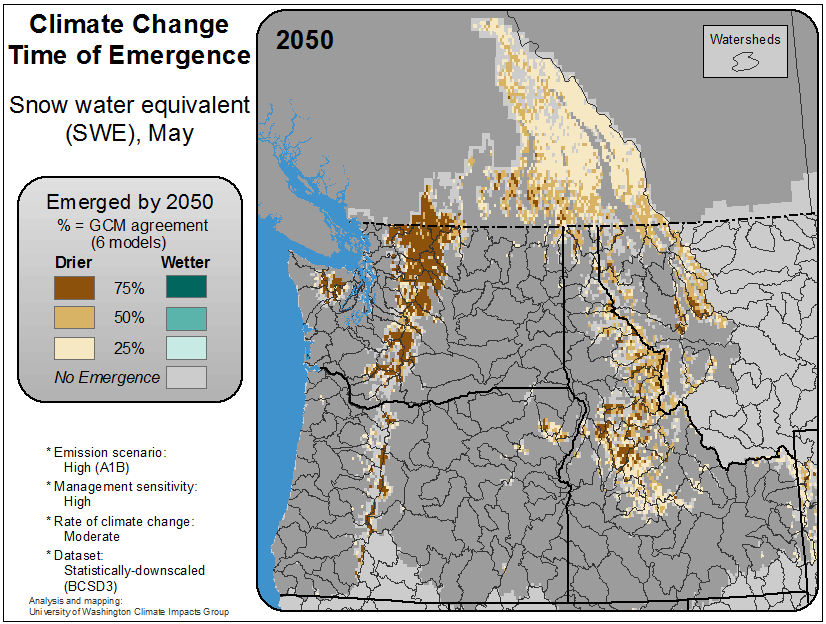 Climate Change
Time of Emergence
Snow water equivalent
(SWE), May
Emerged by 2050
% = GCM agreement
(6 models)
Drier Wetter
75%
50%
25%
No Emergence
* Emission scenario:
High (A1B)
* Management sensitivity:
High
* Rate of climate change:
Moderate
* Dataset:
Statistically-downscaled
(BCSD3)
Analysis and mapping:
University of Washington Climate Impacts Group
2050
Watersheds